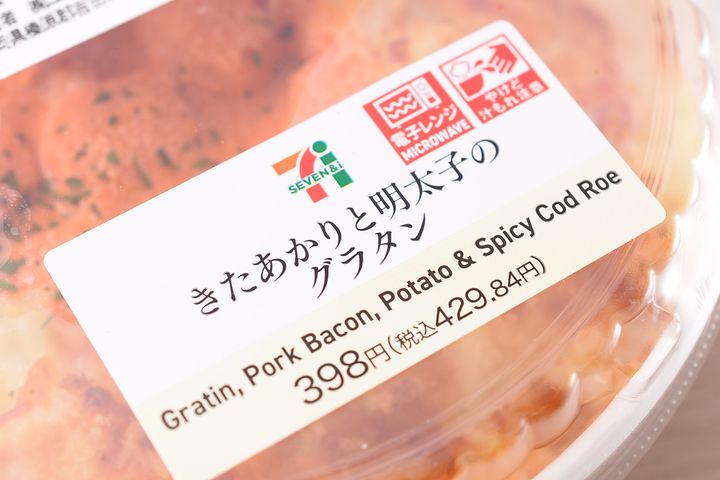 SEVEN&i
電子レンジ
MICROWAVE
やけど
汁もれ注意
きたあかりと明太子の
グラタン
Gratin, Pork Bacon, Potato & Spicy Cod Roe
398円(税込429.84円)